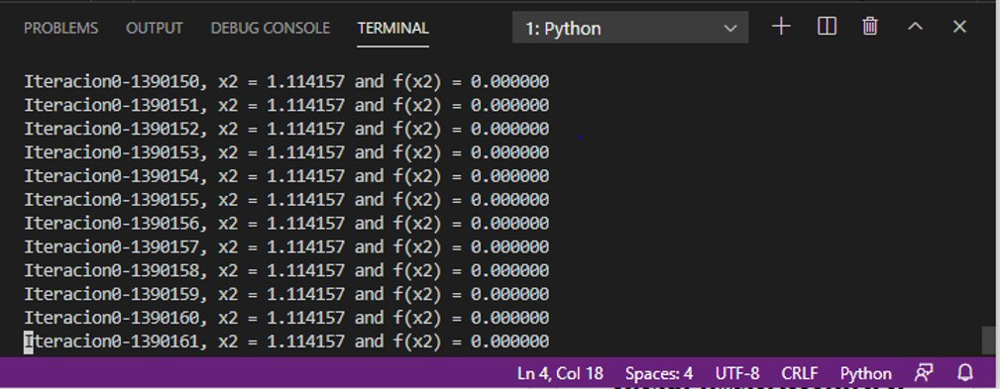 PROBLEMS OUTPUT DEBUG CONSOLE TERMINAL 1: Python
Iteracion0-1390150, x2 = 1.114157 and f(x2) = 0.000000
Iteracion0-1390151, x2 = 1.114157 and f(x2) = 0.000000
Iteracion0-1390152, x2 = 1.114157 and f(x2) = 0.000000
Iteracion0-1390153, x2 = 1.114157 and f(x2) = 0.000000
Iteracion0-1390154, x2 = 1.114157 and f(x2) = 0.000000
Iteracion0-1390155, x2 = 1.114157 and f(x2) = 0.000000
Iteracion0-1390156, x2 = 1.114157 and f(x2) = 0.000000
Iteracion0-1390157, x2 = 1.114157 and f(x2) = 0.000000
Iteracion0-1390158, x2 = 1.114157 and f(x2) = 0.000000
Iteracion0-1390159, x2 = 1.114157 and f(x2) = 0.000000
Iteracion0-1390160, x2 = 1.114157 and f(x2) = 0.000000
Iteracion0-1390161, x2 = 1.114157 and f(x2) = 0.000000
Ln 4, Col 18 Spaces: 4 UTF-8 CRLF Python